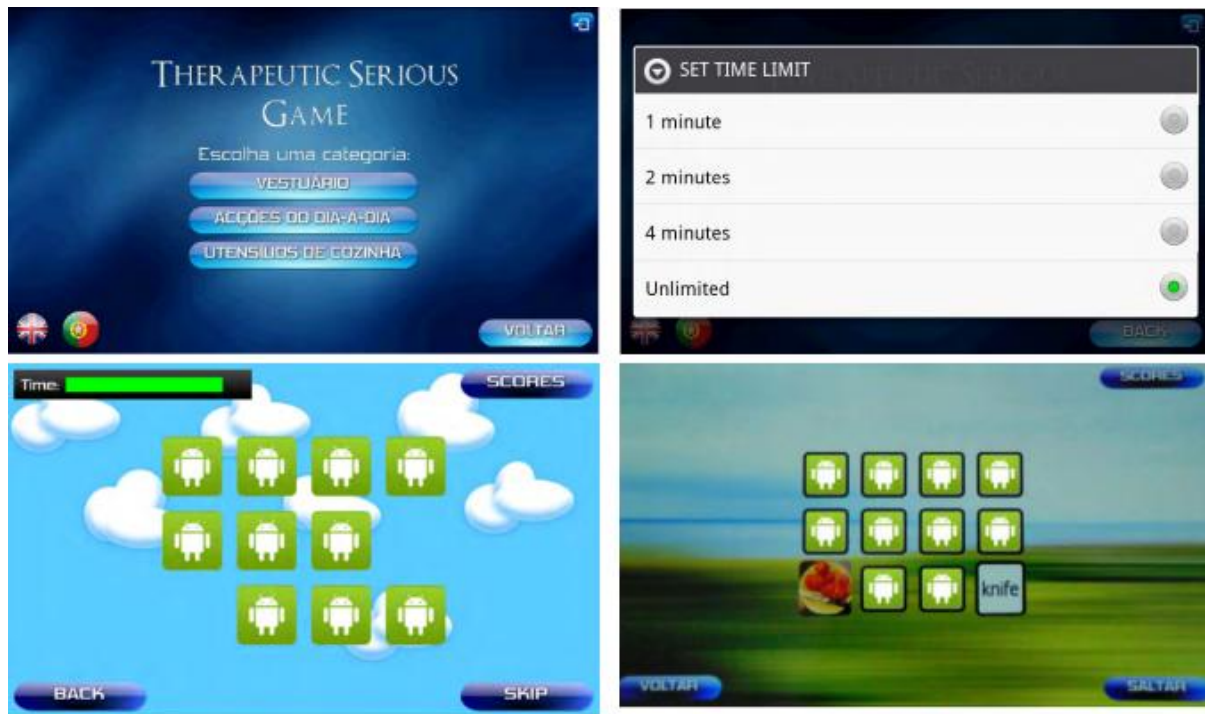 THERAPEUTIC SERIOUS
GAME
Escolha uma categoria:
VESTUÁRIO
ACÇÕES DO DIA-A-DIA
UTENSÍLIOS DE COZINHA
VOLTAR
SET TIME LIMIT
1 minute
2 minutes
4 minutes
Unlimited
BACK
Time:
SCORES
BACK
SKIP
SCORES
knife
VOLTAR
SALTAR